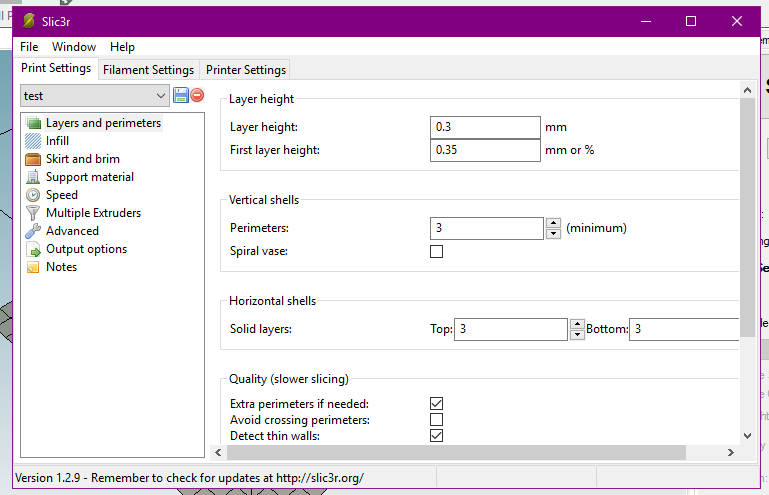 Slic3r
File Window Help
Print Settings Filament Settings Printer Settings
test
Layers and perimeters
Infill
Skirt and brim
Support material
Speed
Multiple Extruders
Advanced
Output options
Notes
Layer height
Layer height: 0.3 mm
First layer height: 0.35 mm or %
Vertical shells
Perimeters: 3 (minimum)
Spiral vase:
Horizontal shells
Solid layers: Top: 3 Bottom: 3
Quality (slower slicing)
Extra perimeters if needed:
Avoid crossing perimeters:
Detect thin walls:
Version 1.2.9 - Remember to check for updates at http://slic3r.org/